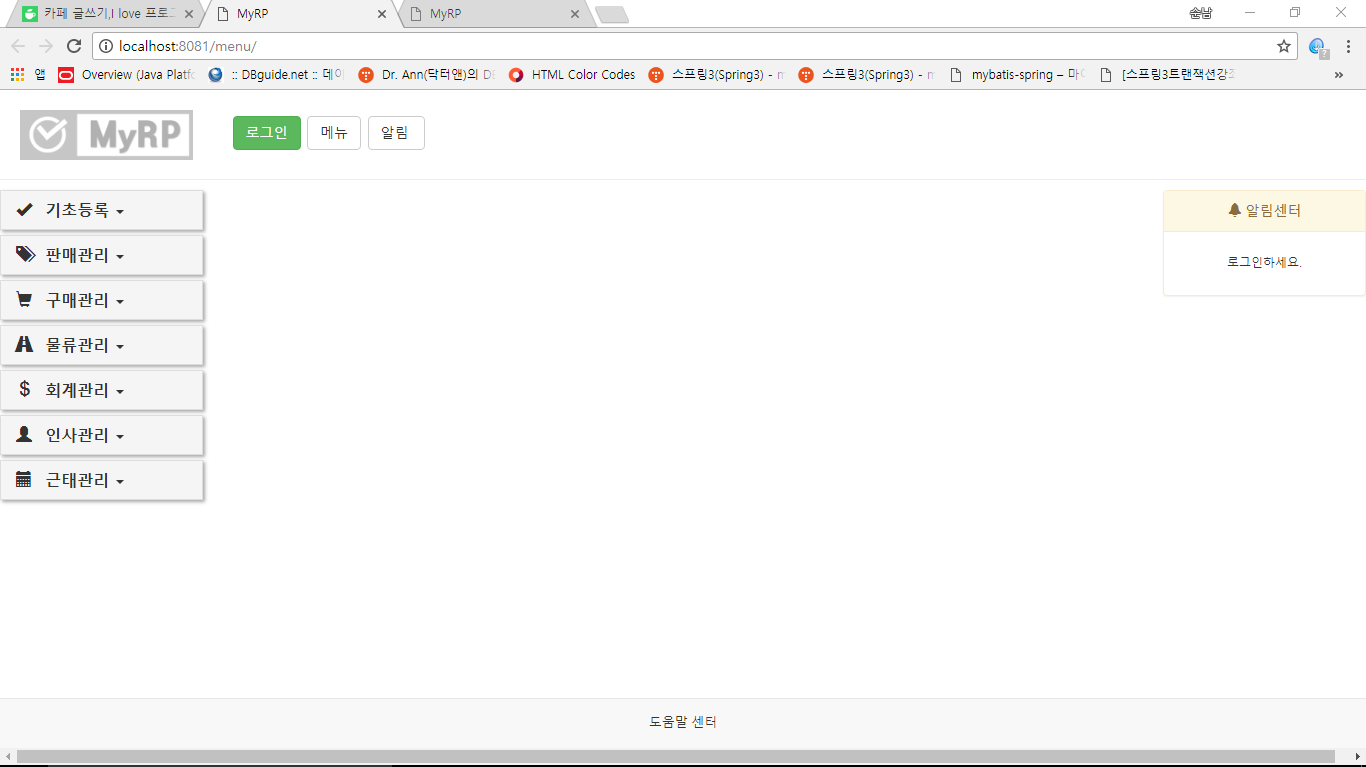 카페 글쓰기,I love 프로그
MyRP
MyRP
순남
localhost:8081/menu/
앱
Overview (Java Platfo
:: DBguide.net :: 데이
Dr. Ann(닥터앤)의 DB
HTML Color Codes
스프링3(Spring3) - m
스프링3(Spring3) - m
mybatis-spring – 마이
[스프링3트랜잭션강좌
»
MyRP
로그인
메뉴
알림
기초등록
판매관리
구매관리
물류관리
회계관리
인사관리
근태관리
알림센터
로그인하세요.
도움말 센터